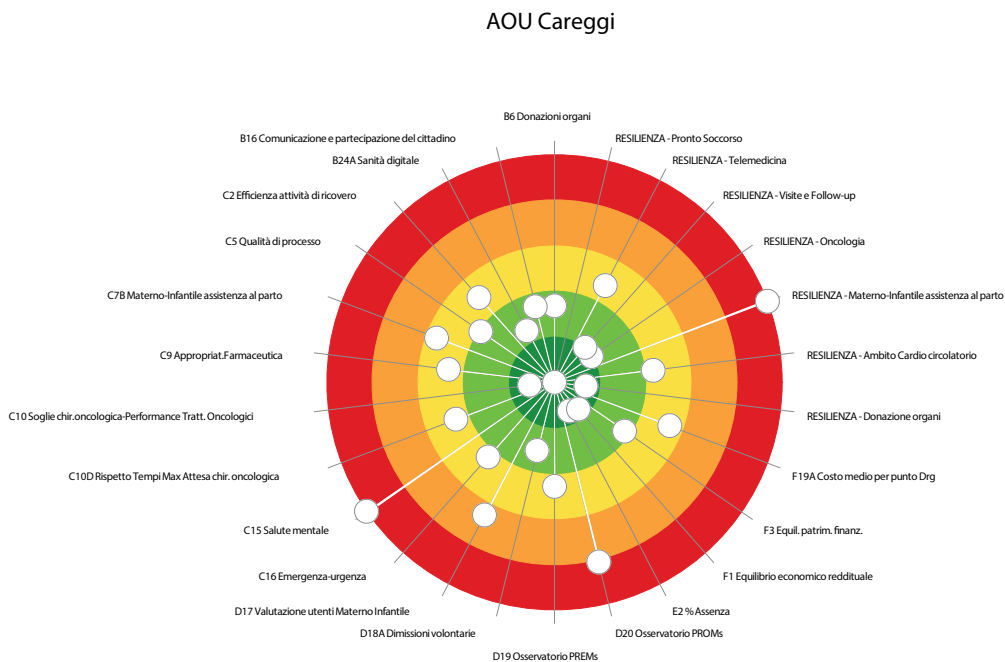 AOU Careggi
B6 Donazioni organi
B16 Comunicazione e partecipazione del cittadino
RESILIENZA - Pronto Soccorso
B24A Sanità digitale
RESILIENZA - Telemedicina
C2 Efficienza attività di ricovero
RESILIENZA - Visite e Follow-up
C5 Qualità di processo
RESILIENZA - Oncologia
C7B Materno-Infantile assistenza al parto
RESILIENZA - Materno-Infantile assistenza al parto
C9 Appropriat.Farmaceutica
RESILIENZA - Ambito Cardio circolatorio
C10 Soglie chir.oncologica-Performance Tratt. Oncologici
RESILIENZA - Donazione organi
C10D Rispetto Tempi Max Attesa chir. oncologica
F19A Costo medio per punto Drg
C15 Salute mentale
F3 Equil. patrim. finanz.
C16 Emergenza-urgenza
F1 Equilibrio economico reddituale
D17 Valutazione utenti Materno Infantile
E2 % Assenza
D18A Dimissioni volontarie
D20 Osservatorio PROMs
D19 Osservatorio PREMs